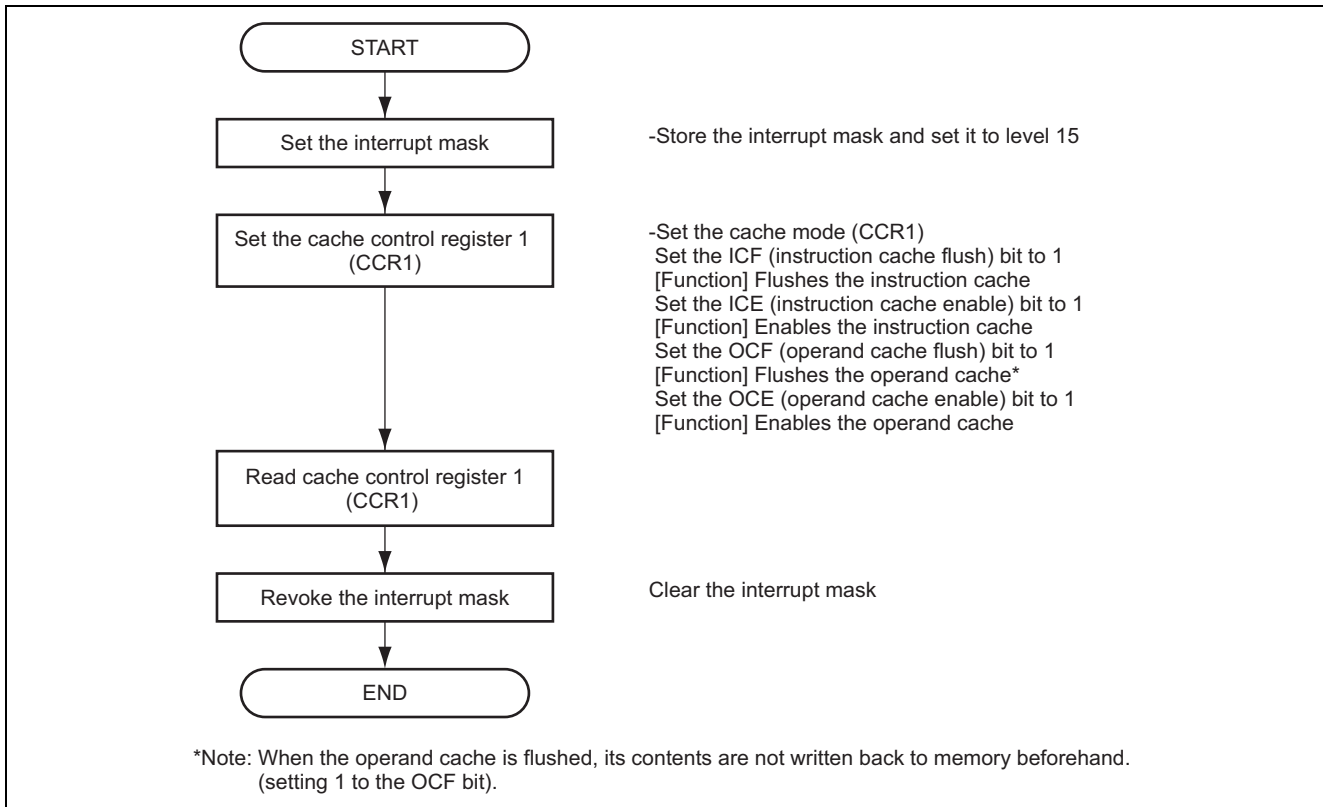 START
Set the interrupt mask
-Store the interrupt mask and set it to level 15
Set the cache control register 1
(CCR1)
-Set the cache mode (CCR1)
Set the ICF (instruction cache flush) bit to 1
[Function] Flushes the instruction cache
Set the ICE (instruction cache enable) bit to 1
[Function] Enables the instruction cache
Set the OCF (operand cache flush) bit to 1
[Function] Flushes the operand cache*
Set the OCE (operand cache enable) bit to 1
[Function] Enables the operand cache
Read cache control register 1
(CCR1)
Revoke the interrupt mask
Clear the interrupt mask
END
*Note: When the operand cache is flushed, its contents are not written back to memory beforehand.
(setting 1 to the OCF bit).